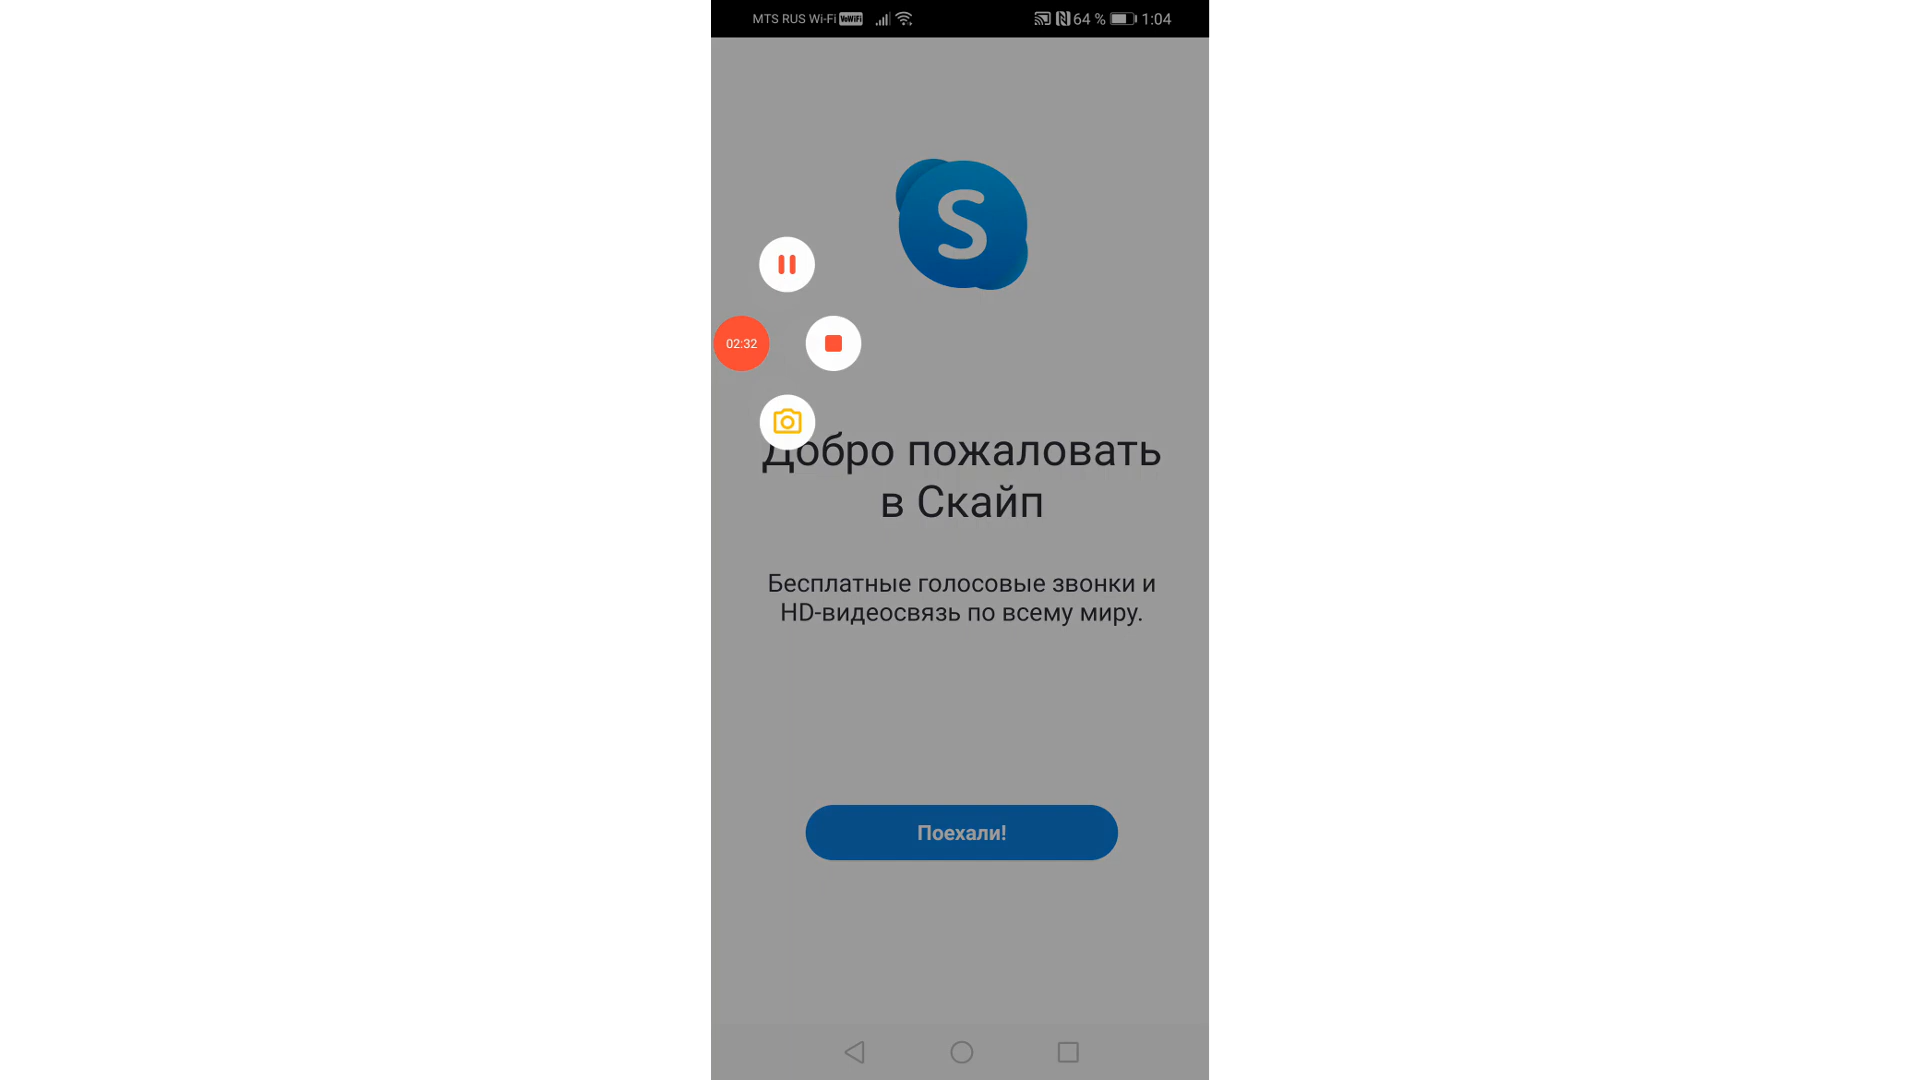 MTS RUS Wi-Fi VoWiFi 64 % 1:04
S
02:32
Добро пожаловать
в Скайп
Бесплатные голосовые звонки и
HD-видеосвязь по всему миру.
Поехали!